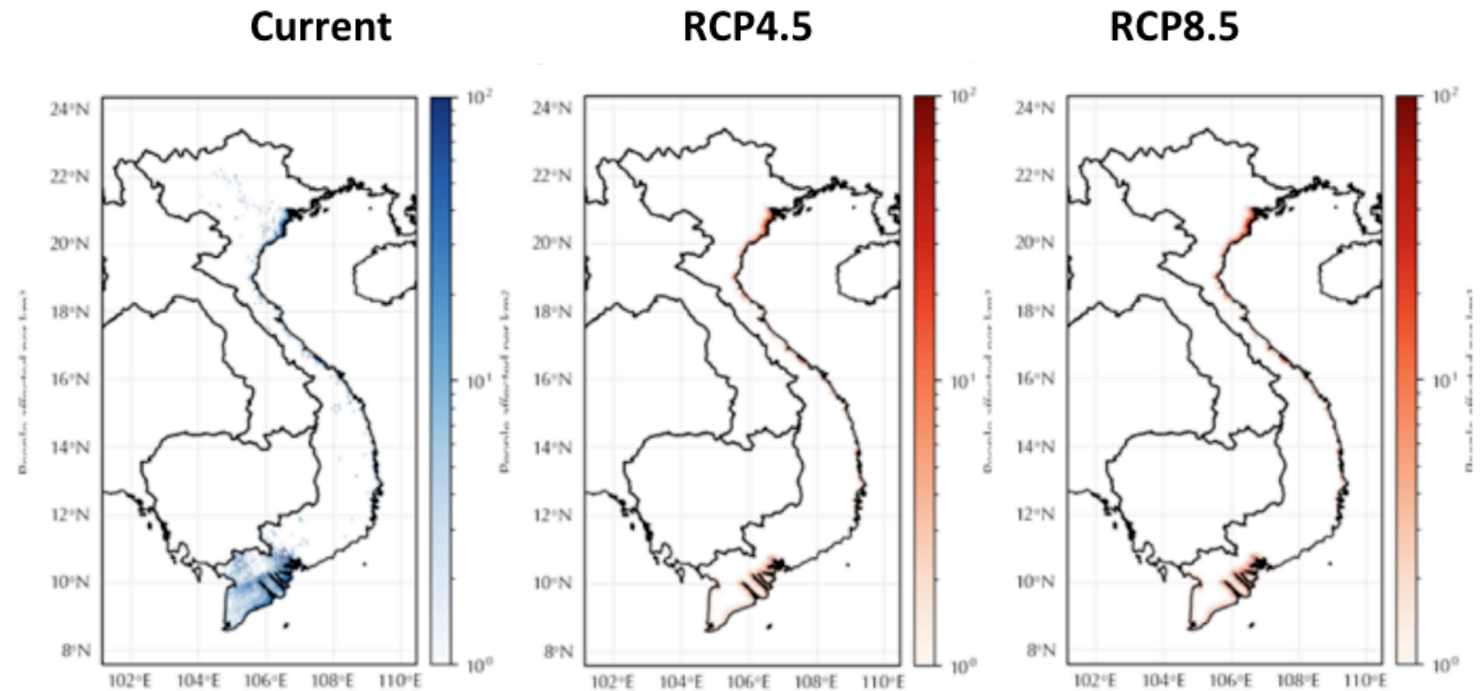 Current RCP4.5 RCP8.5
24°N 10² 24°N 10² 24°N 10²
22°N 22°N 22°N
20°N 20°N 20°N
18°N 18°N 18°N
16°N 10¹ 16°N 10¹ 16°N 10¹
14°N 14°N 14°N
12°N 12°N 12°N
10°N 10°N 10°N
8°N 10⁰ 8°N 10⁰ 8°N 10⁰
102°E 104°E 106°E 108°E 110°E 102°E 104°E 106°E 108°E 110°E 102°E 104°E 106°E 108°E 110°E